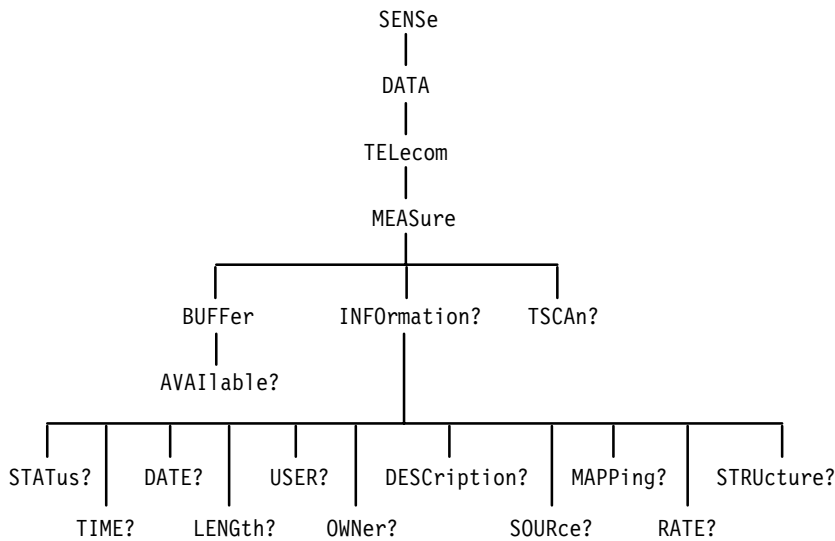 SENSe
DATA
TELecom
MEASure
BUFFer INFOrmation? TSCAn?
AVAIlable?
STATus? DATE? USER? DESCription? MAPPing? STRUcture?
TIME? LENGth? OWNer? SOURce? RATE?